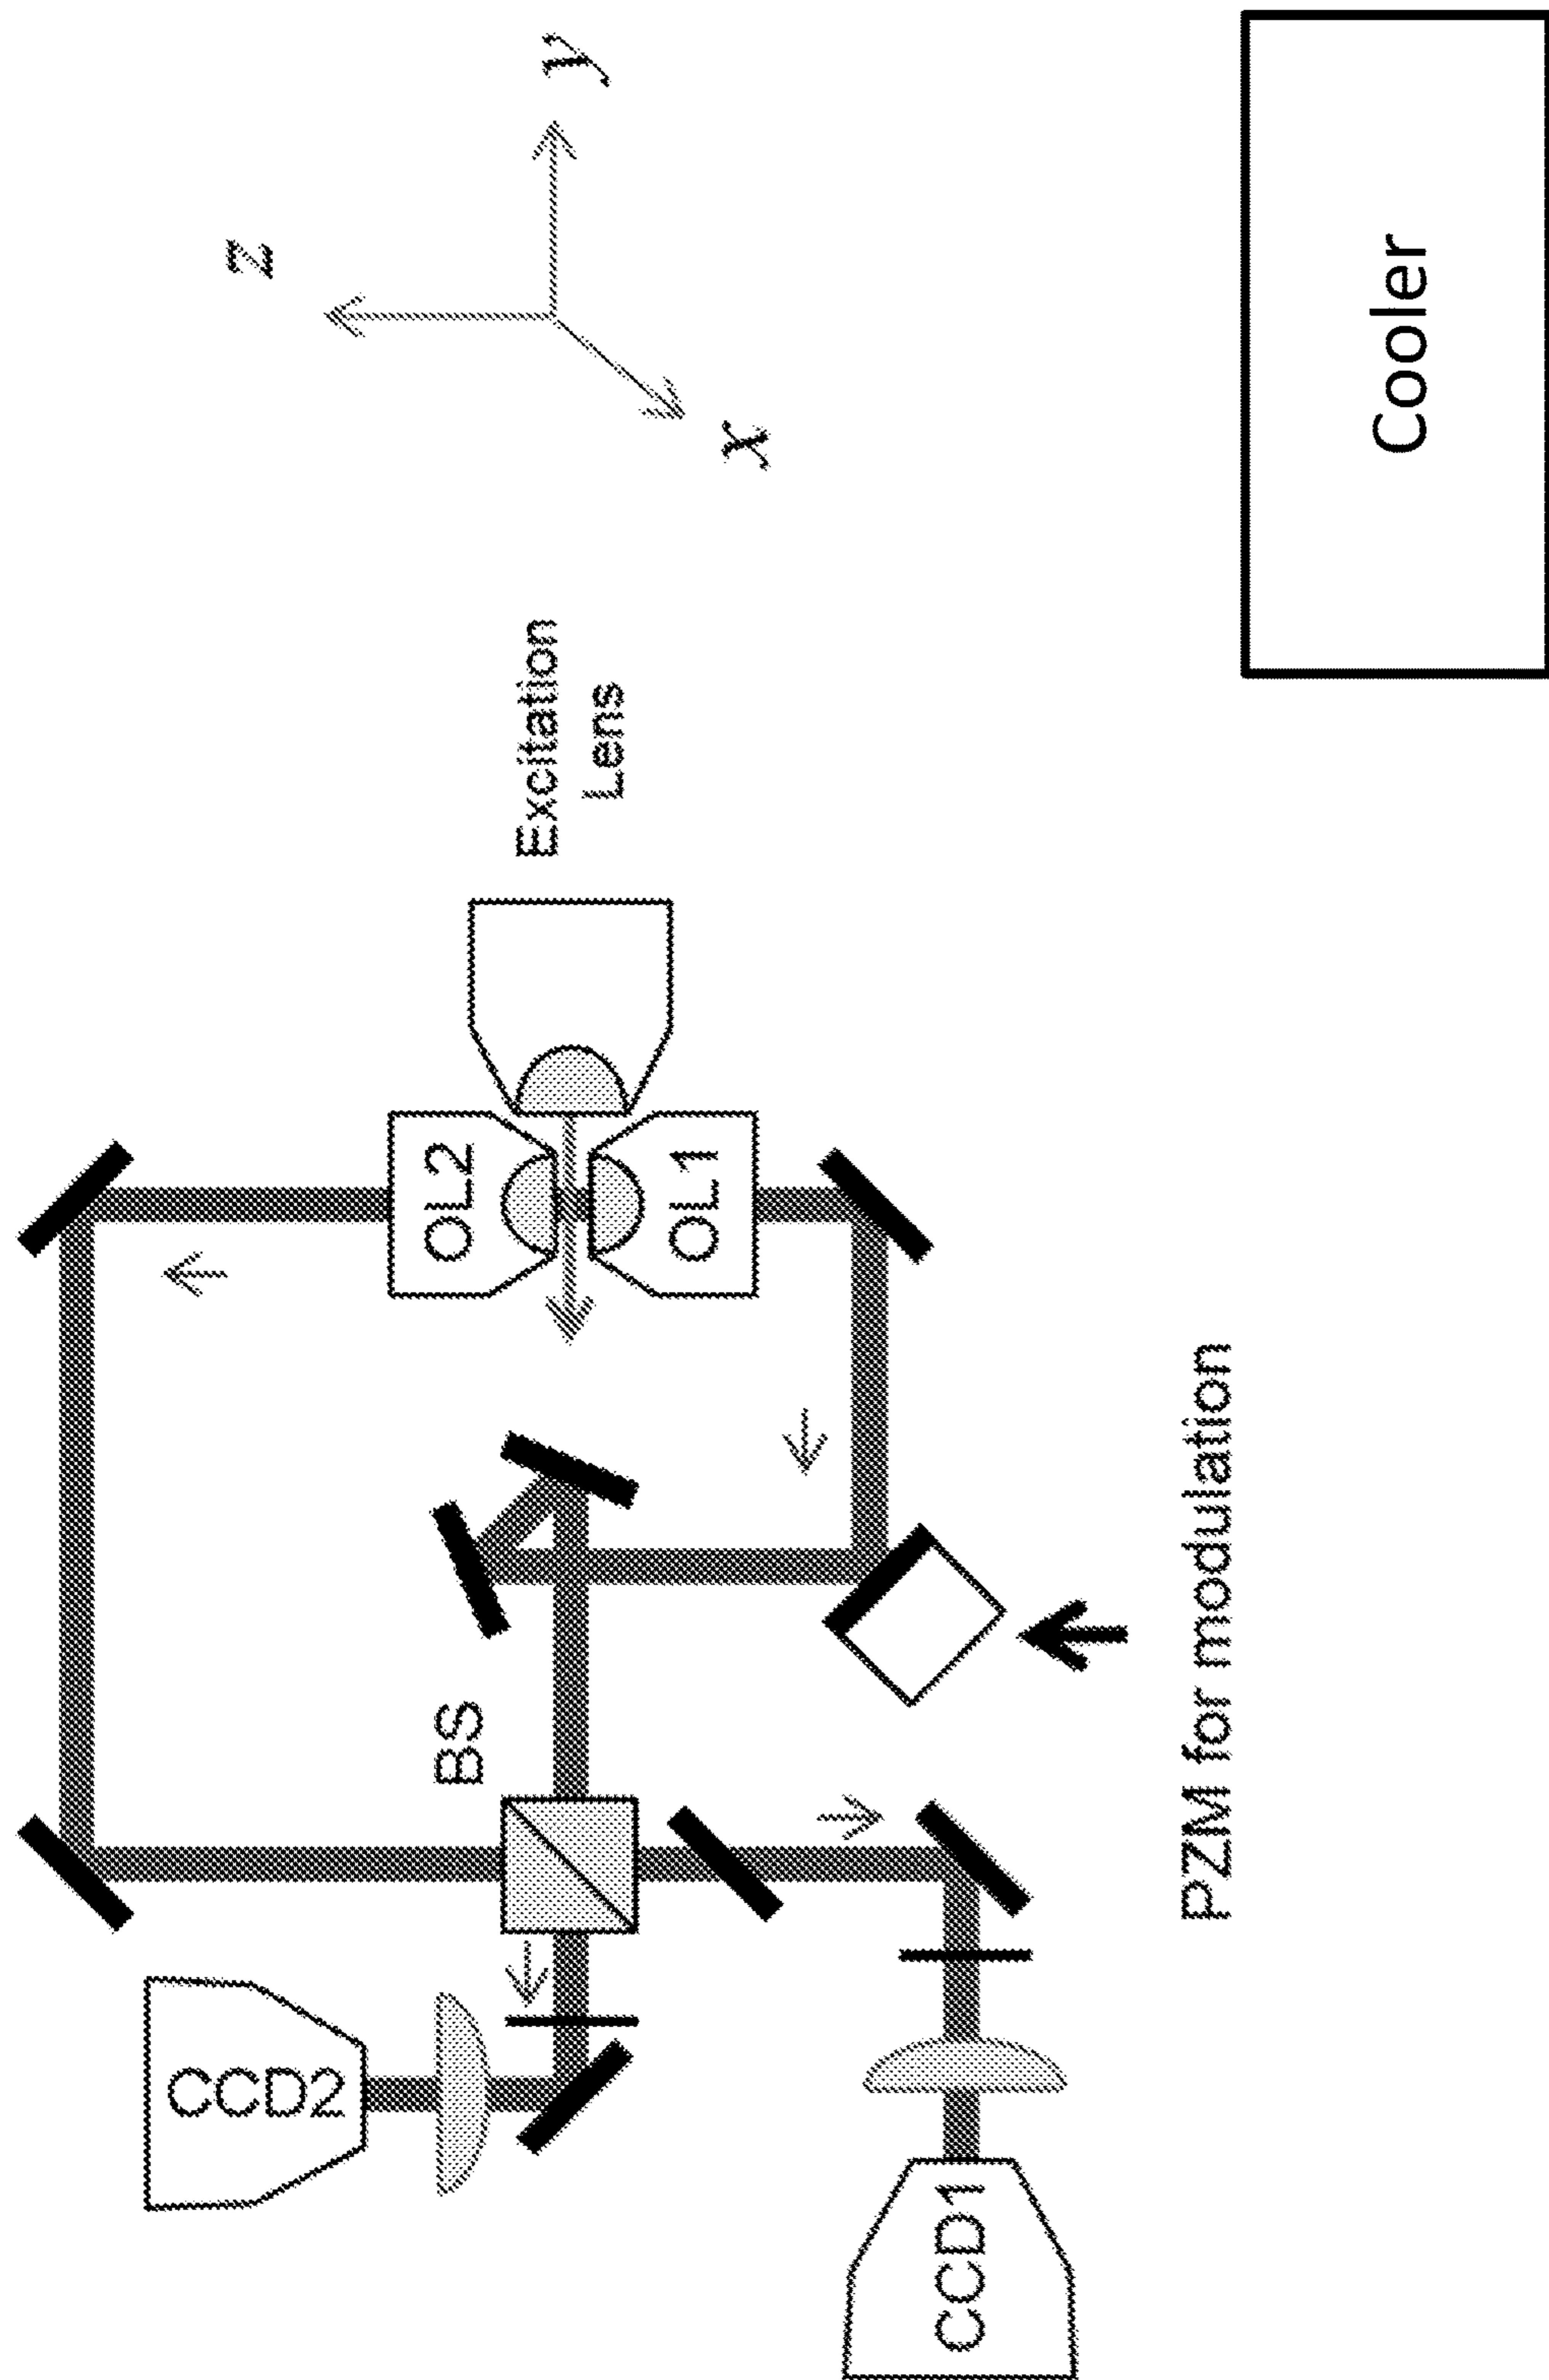 z
y
x
Cooler
Excitation
Lens
OL2
OL1
BS
PZM for modulation
CCD2
CCD1